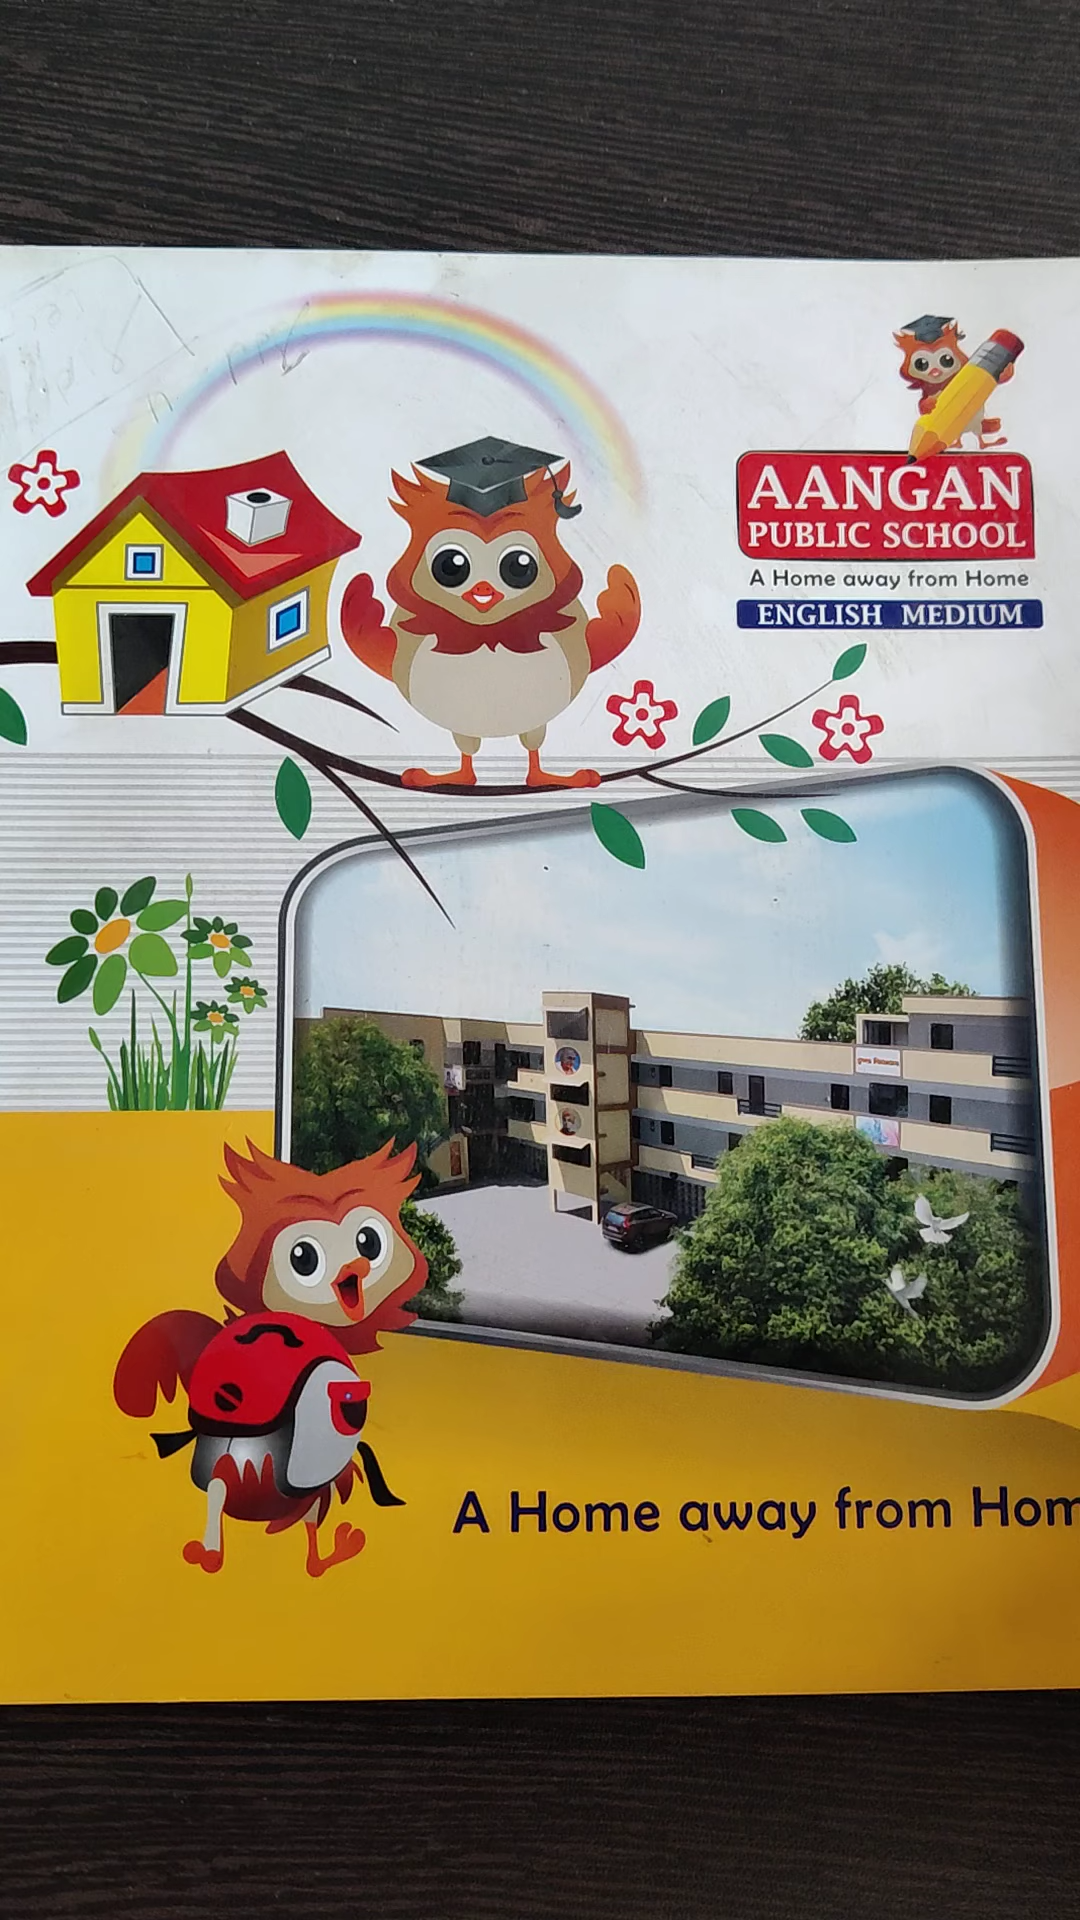 AANGAN
PUBLIC SCHOOL
A Home away from Home
ENGLISH MEDIUM
A Home away from Hom